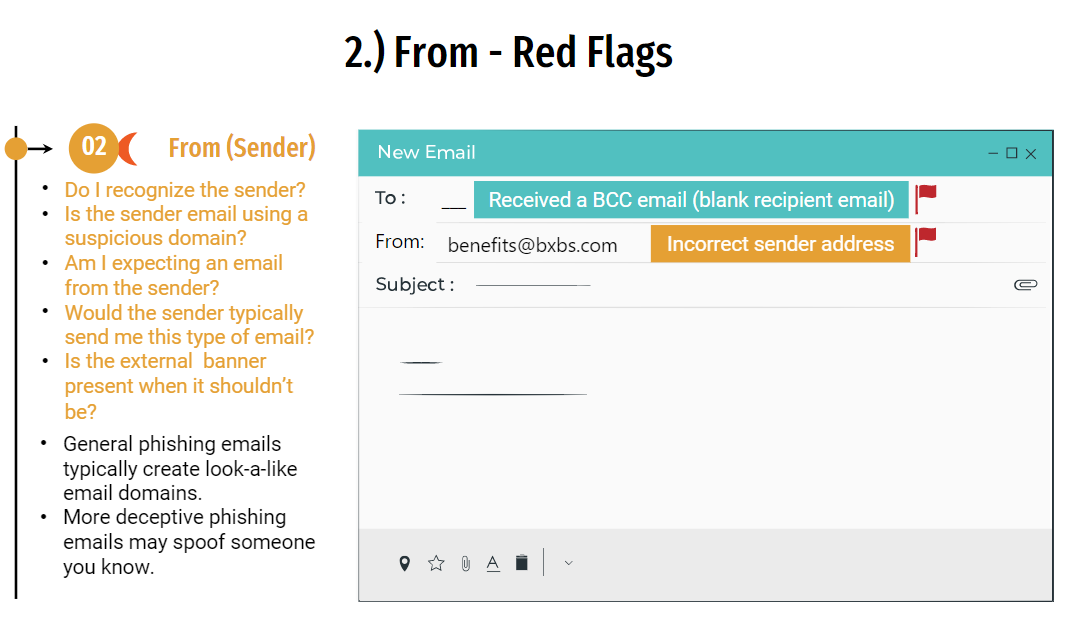 2.) From - Red Flags
02 From (Sender)
• Do I recognize the sender?
• Is the sender email using a
suspicious domain?
• Am I expecting an email
from the sender?
• Would the sender typically
send me this type of email?
• Is the external  banner
present when it shouldn't
be?
• General phishing emails
typically create look-a-like
email domains.
• More deceptive phishing
emails may spoof someone
you know.
New Email
To : __ Received a BCC email (blank recipient email)
From: benefits@bxbs.com Incorrect sender address
Subject :
A